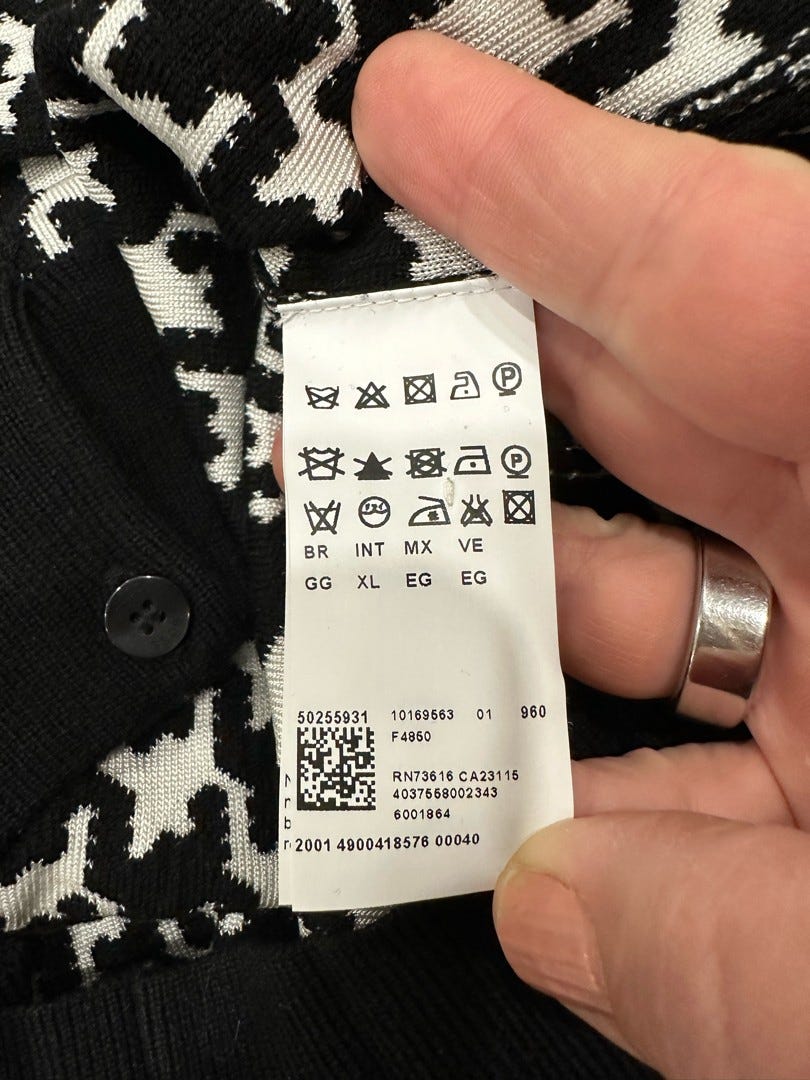 P
P
BR INT MX VE
GG XL EG EG
50255931 10169563 01 960
F4850
RN73616 CA23115
4037558002343
6001864
2001 4900418576 00040